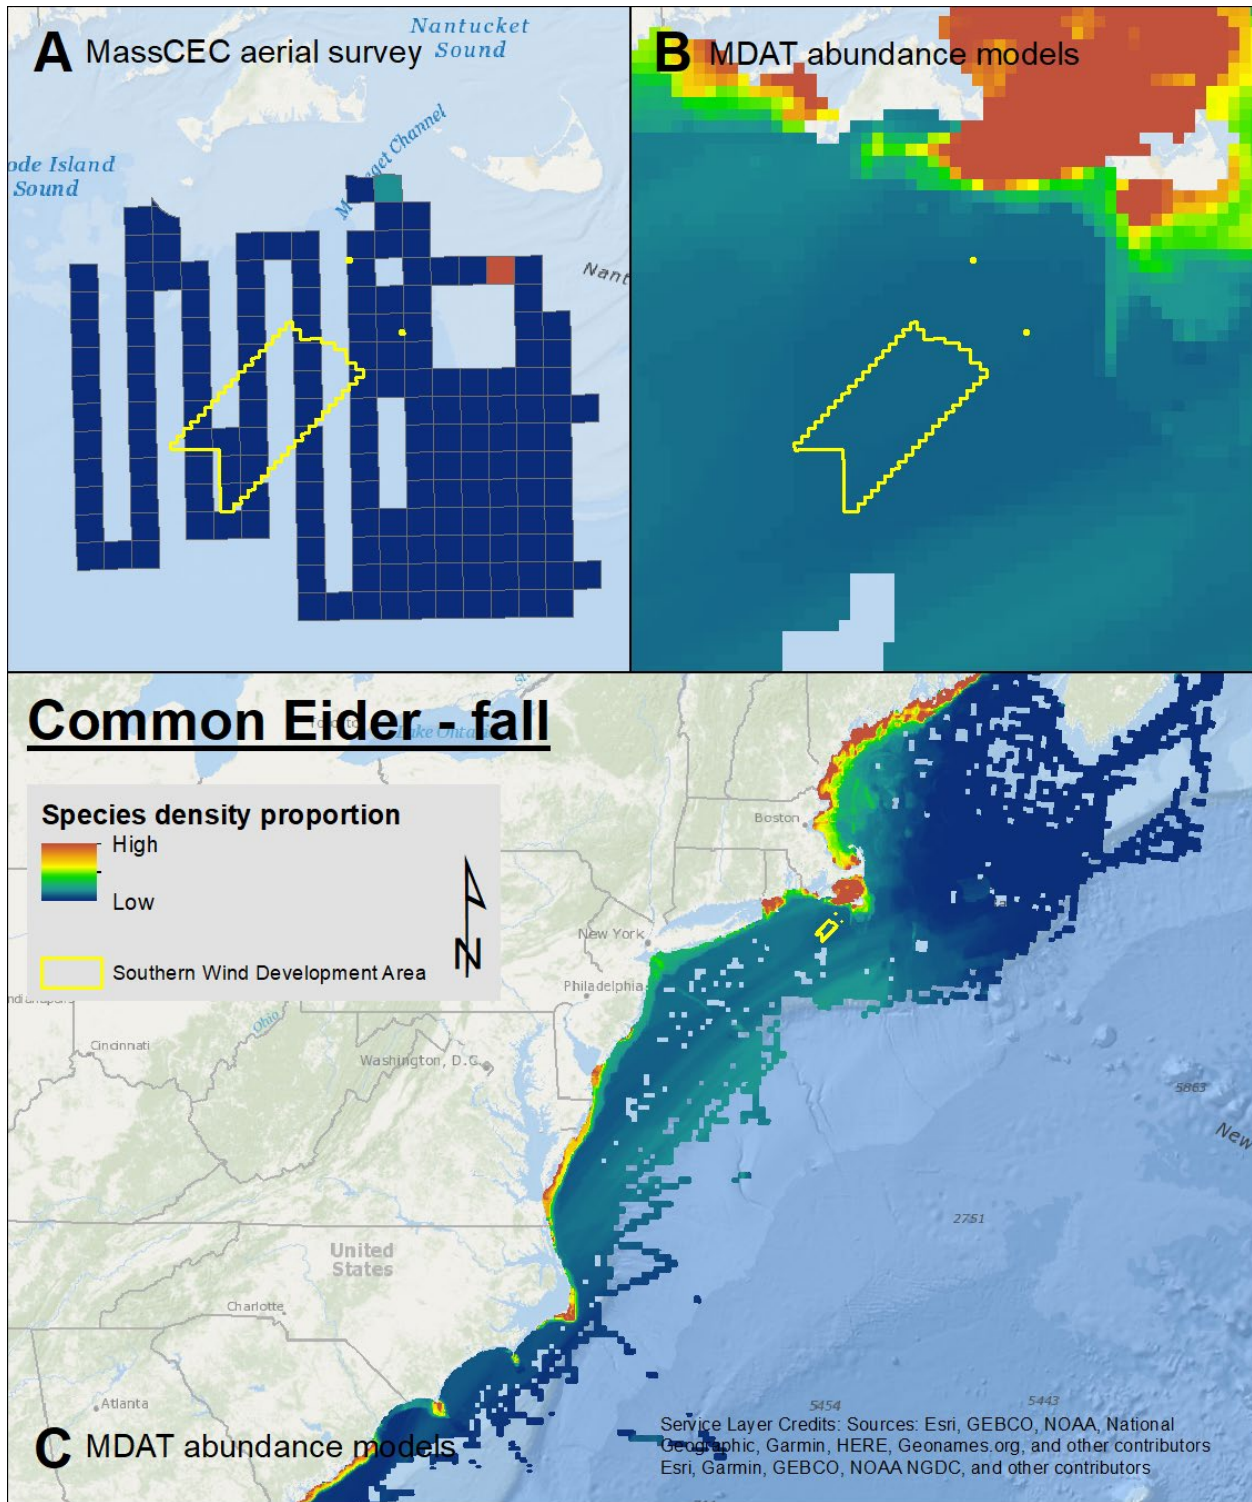 A MassCEC aerial survey
Nantucket
Sound
ode Island
Sound
get Channel
Nant
B MDAT abundance models
Common Eider - fall
Species density proportion
High
Low
N
Southern Wind Development Area
Boston
New York
Philadelphia
Ohio
Cincinnati
Washington, D.C
5863
New
2751
United
States
Charlotte
Atlanta
5454
5443
C MDAT abundance models
Service Layer Credits: Sources: Esri, GEBCO, NOAA, National
Geographic, Garmin, HERE, Geonames.org, and other contributors
Esri, Garmin, GEBCO, NOAA NGDC, and other contributors